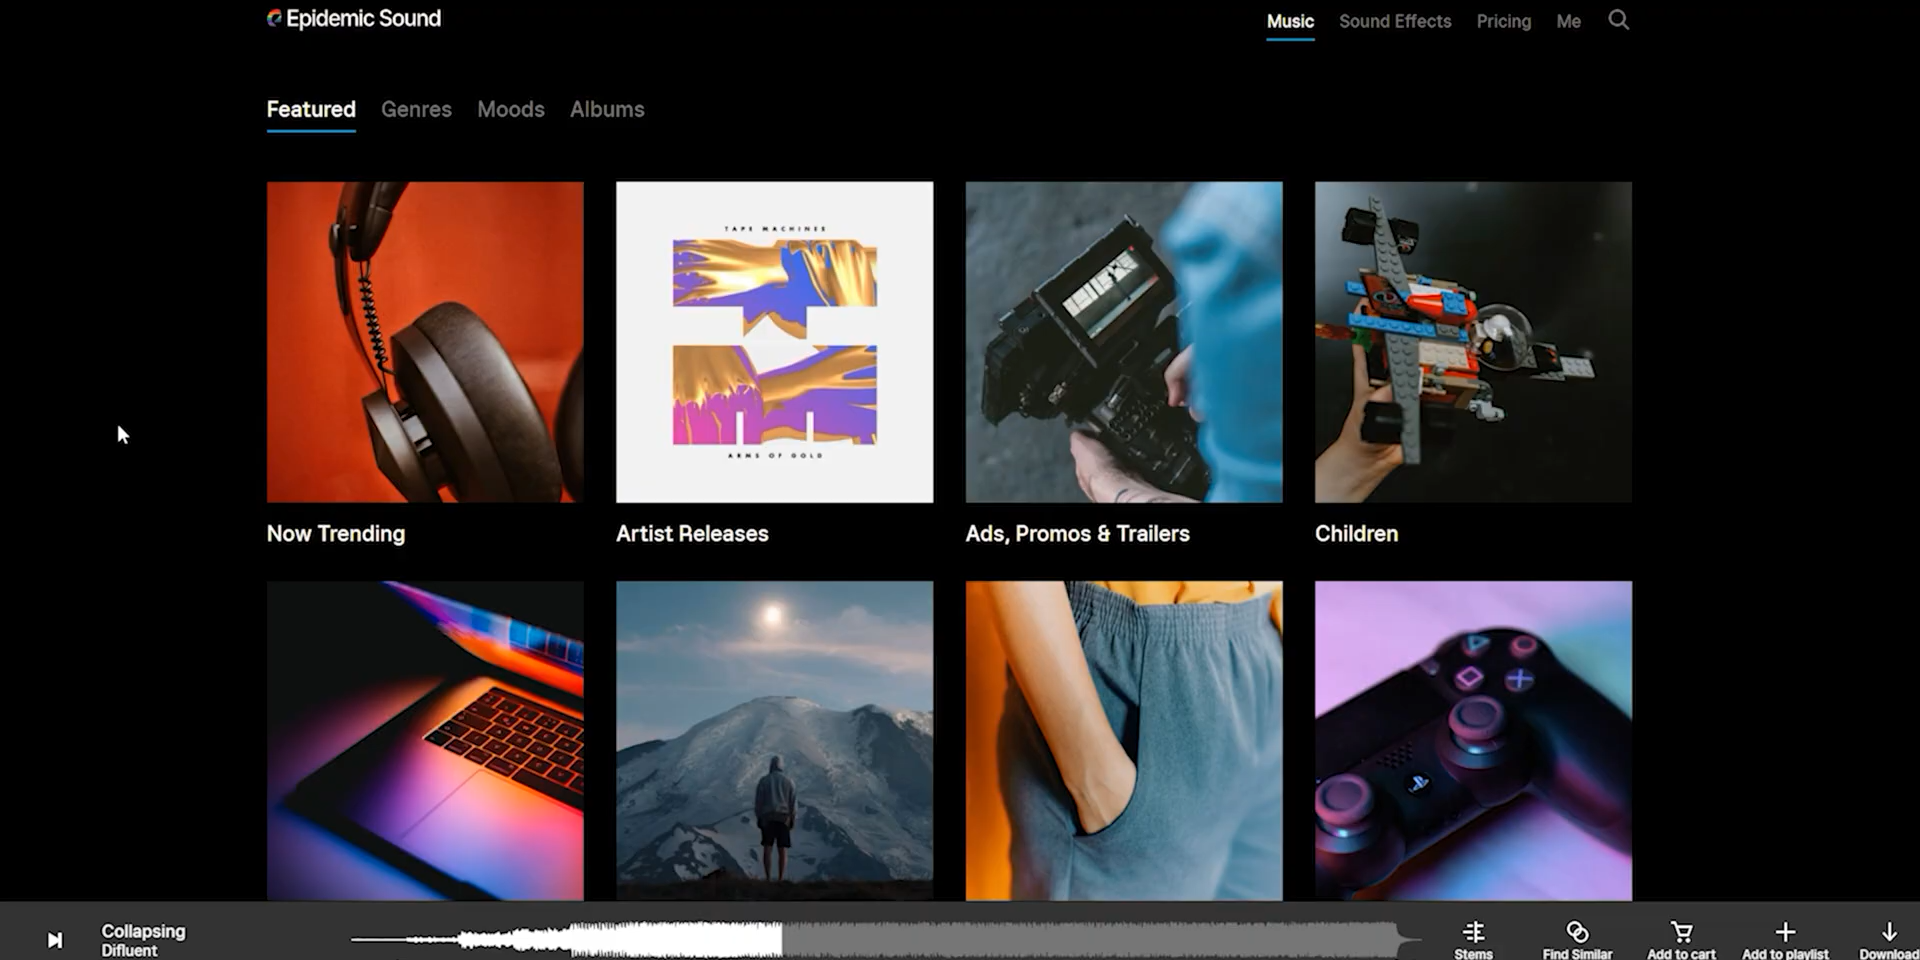 Epidemic Sound
Music Sound Effects Pricing Me
Featured Genres Moods Albums
TAPE MACHINES
ARMS OF GOLD
Now Trending
Artist Releases
Ads, Promos & Trailers
Children
Collapsing
Difluent
Stems
Find Similar
Add to cart
Add to playlist
Download